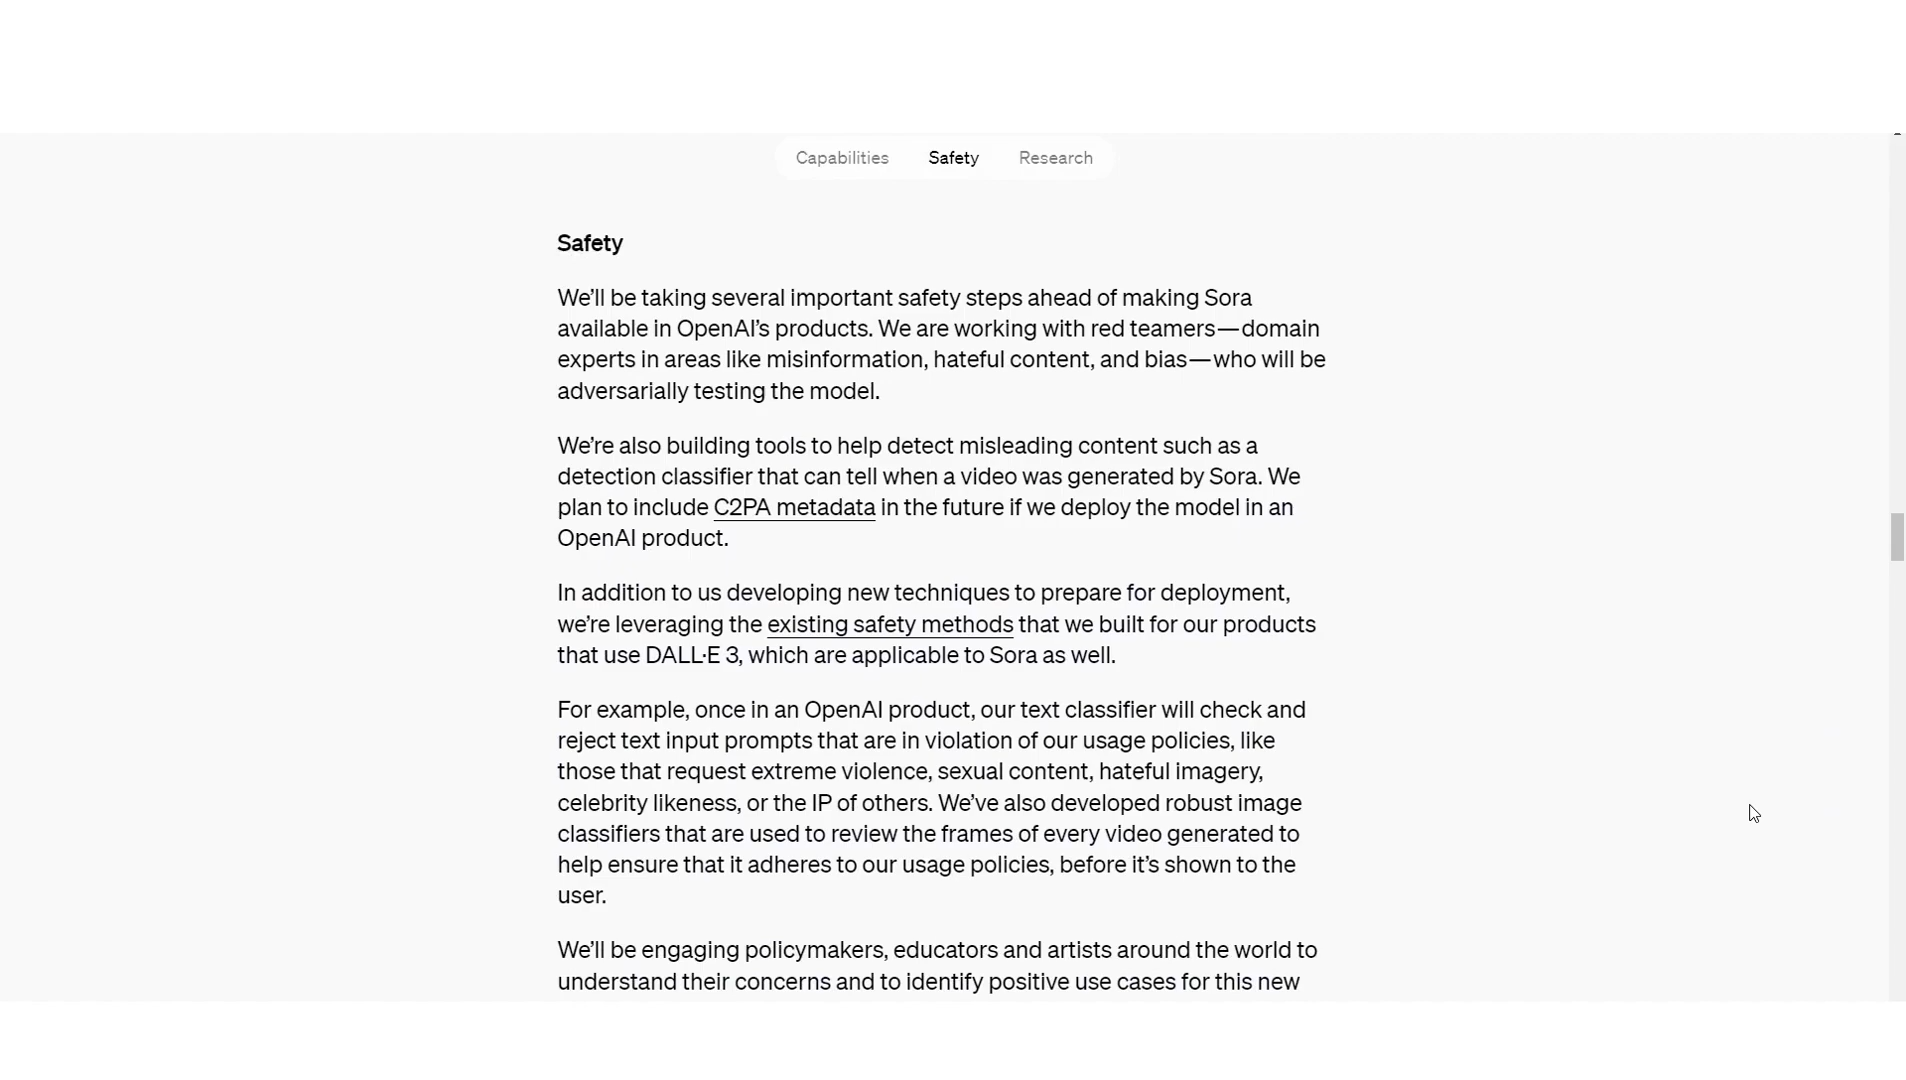 Capabilities Safety Research
Safety
We’ll be taking several important safety steps ahead of making Sora
available in OpenAI’s products. We are working with red teamers—domain
experts in areas like misinformation, hateful content, and bias—who will be
adversarially testing the model.
We’re also building tools to help detect misleading content such as a
detection classifier that can tell when a video was generated by Sora. We
plan to include C2PA metadata in the future if we deploy the model in an
OpenAI product.
In addition to us developing new techniques to prepare for deployment,
we’re leveraging the existing safety methods that we built for our products
that use DALL·E 3, which are applicable to Sora as well.
For example, once in an OpenAI product, our text classifier will check and
reject text input prompts that are in violation of our usage policies, like
those that request extreme violence, sexual content, hateful imagery,
celebrity likeness, or the IP of others. We’ve also developed robust image
classifiers that are used to review the frames of every video generated to
help ensure that it adheres to our usage policies, before it’s shown to the
user.
We’ll be engaging policymakers, educators and artists around the world to
understand their concerns and to identify positive use cases for this new